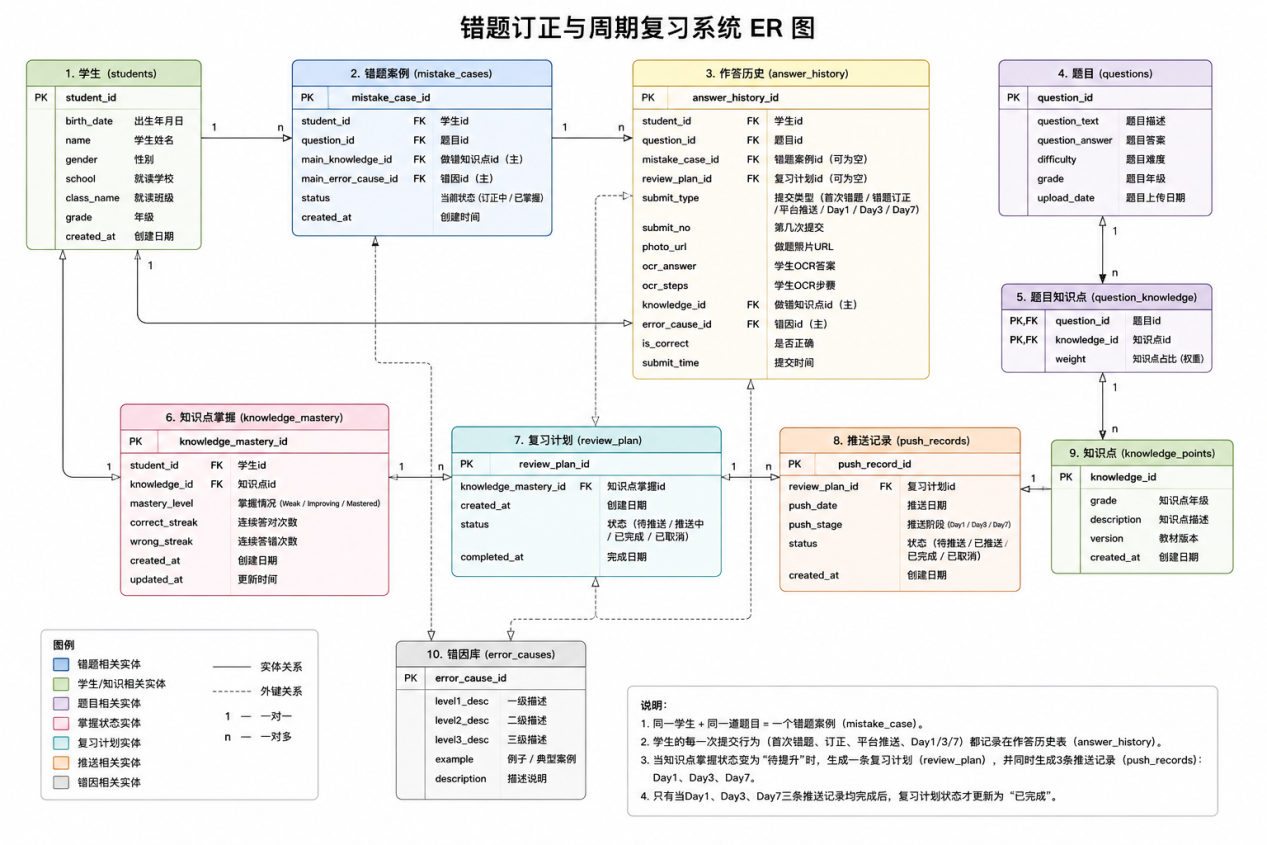 错题订正与周期复习系统 ER 图
1. 学生 (students)
PK student_id
birth_date 出生年月日
name 学生姓名
gender 性别
school 就读学校
class_name 就读班级
grade 年级
created_at 创建日期
1 n
2. 错题案例 (mistake_cases)
PK mistake_case_id
student_id FK 学生id
question_id FK 题目id
main_knowledge_id FK 做错知识点id（主）
main_error_cause_id FK 错因id（主）
status 当前状态 (订正中 / 已掌握)
created_at 创建时间
1 n
3. 作答历史 (answer_history)
PK answer_history_id
student_id FK 学生id
question_id FK 题目id
mistake_case_id FK 错题案例id（可为空）
review_plan_id FK 复习计划id（可为空）
submit_type 提交类型（首次错题 / 错题订正
/ 平台推送 / Day1 / Day3 / Day7）
submit_no 第几次提交
photo_url 做题照片URL
ocr_answer 学生OCR答案
ocr_steps 学生OCR步骤
knowledge_id FK 做错知识点id（主）
error_cause_id FK 错因id（主）
is_correct 是否正确
submit_time 提交时间
4. 题目 (questions)
PK question_id
question_text 题目描述
question_answer 题目答案
difficulty 题目难度
grade 题目年级
upload_date 题目上传日期
1
n
5. 题目知识点 (question_knowledge)
PK,FK question_id 题目id
PK,FK knowledge_id 知识点id
weight 知识点占比 (权重)
1
n
1
6. 知识点掌握 (knowledge_mastery)
PK knowledge_mastery_id
student_id FK 学生id
knowledge_id FK 知识点id
mastery_level 掌握情况 (Weak / Improving / Mastered)
correct_streak 连续答对次数
wrong_streak 连续答错次数
created_at 创建日期
updated_at 更新时间
1
1 n
7. 复习计划 (review_plan)
PK review_plan_id
knowledge_mastery_id FK 知识点掌握id
created_at 创建日期
status 状态（待推送 / 推送中
/ 已完成 / 已取消）
completed_at 完成日期
1 n
8. 推送记录 (push_records)
PK push_record_id
review_plan_id FK 复习计划id
push_date 推送日期
push_stage 推送阶段 (Day1 / Day3 / Day7)
status 状态（待推送 / 已推送 /
已完成 / 已取消）
created_at 创建日期
1
9. 知识点 (knowledge_points)
PK knowledge_id
grade 知识点年级
description 知识点描述
version 教材版本
created_at 创建日期
10. 错因库 (error_causes)
PK error_cause_id
level1_desc 一级描述
level2_desc 二级描述
level3_desc 三级描述
example 例子 / 典型案例
description 描述说明
图例
错题相关实体
学生/知识相关实体
题目相关实体
掌握状态实体
复习计划实体
推送相关实体
错因相关实体
实体关系
外键关系
1 — 一对一
n — 一对多
说明：
1. 同一学生 + 同一道题目 = 一个错题案例（mistake_case）。
2. 学生的每一次提交行为（首次错题、订正、平台推送、Day1/3/7）都记录在作答历史表（answer_history）。
3. 当知识点掌握状态变为“待提升”时，生成一条复习计划（review_plan），并同时生成3条推送记录（push_records）：
Day1、Day3、Day7。
4. 只有当Day1、Day3、Day7三条推送记录均完成后，复习计划状态才更新为“已完成”。